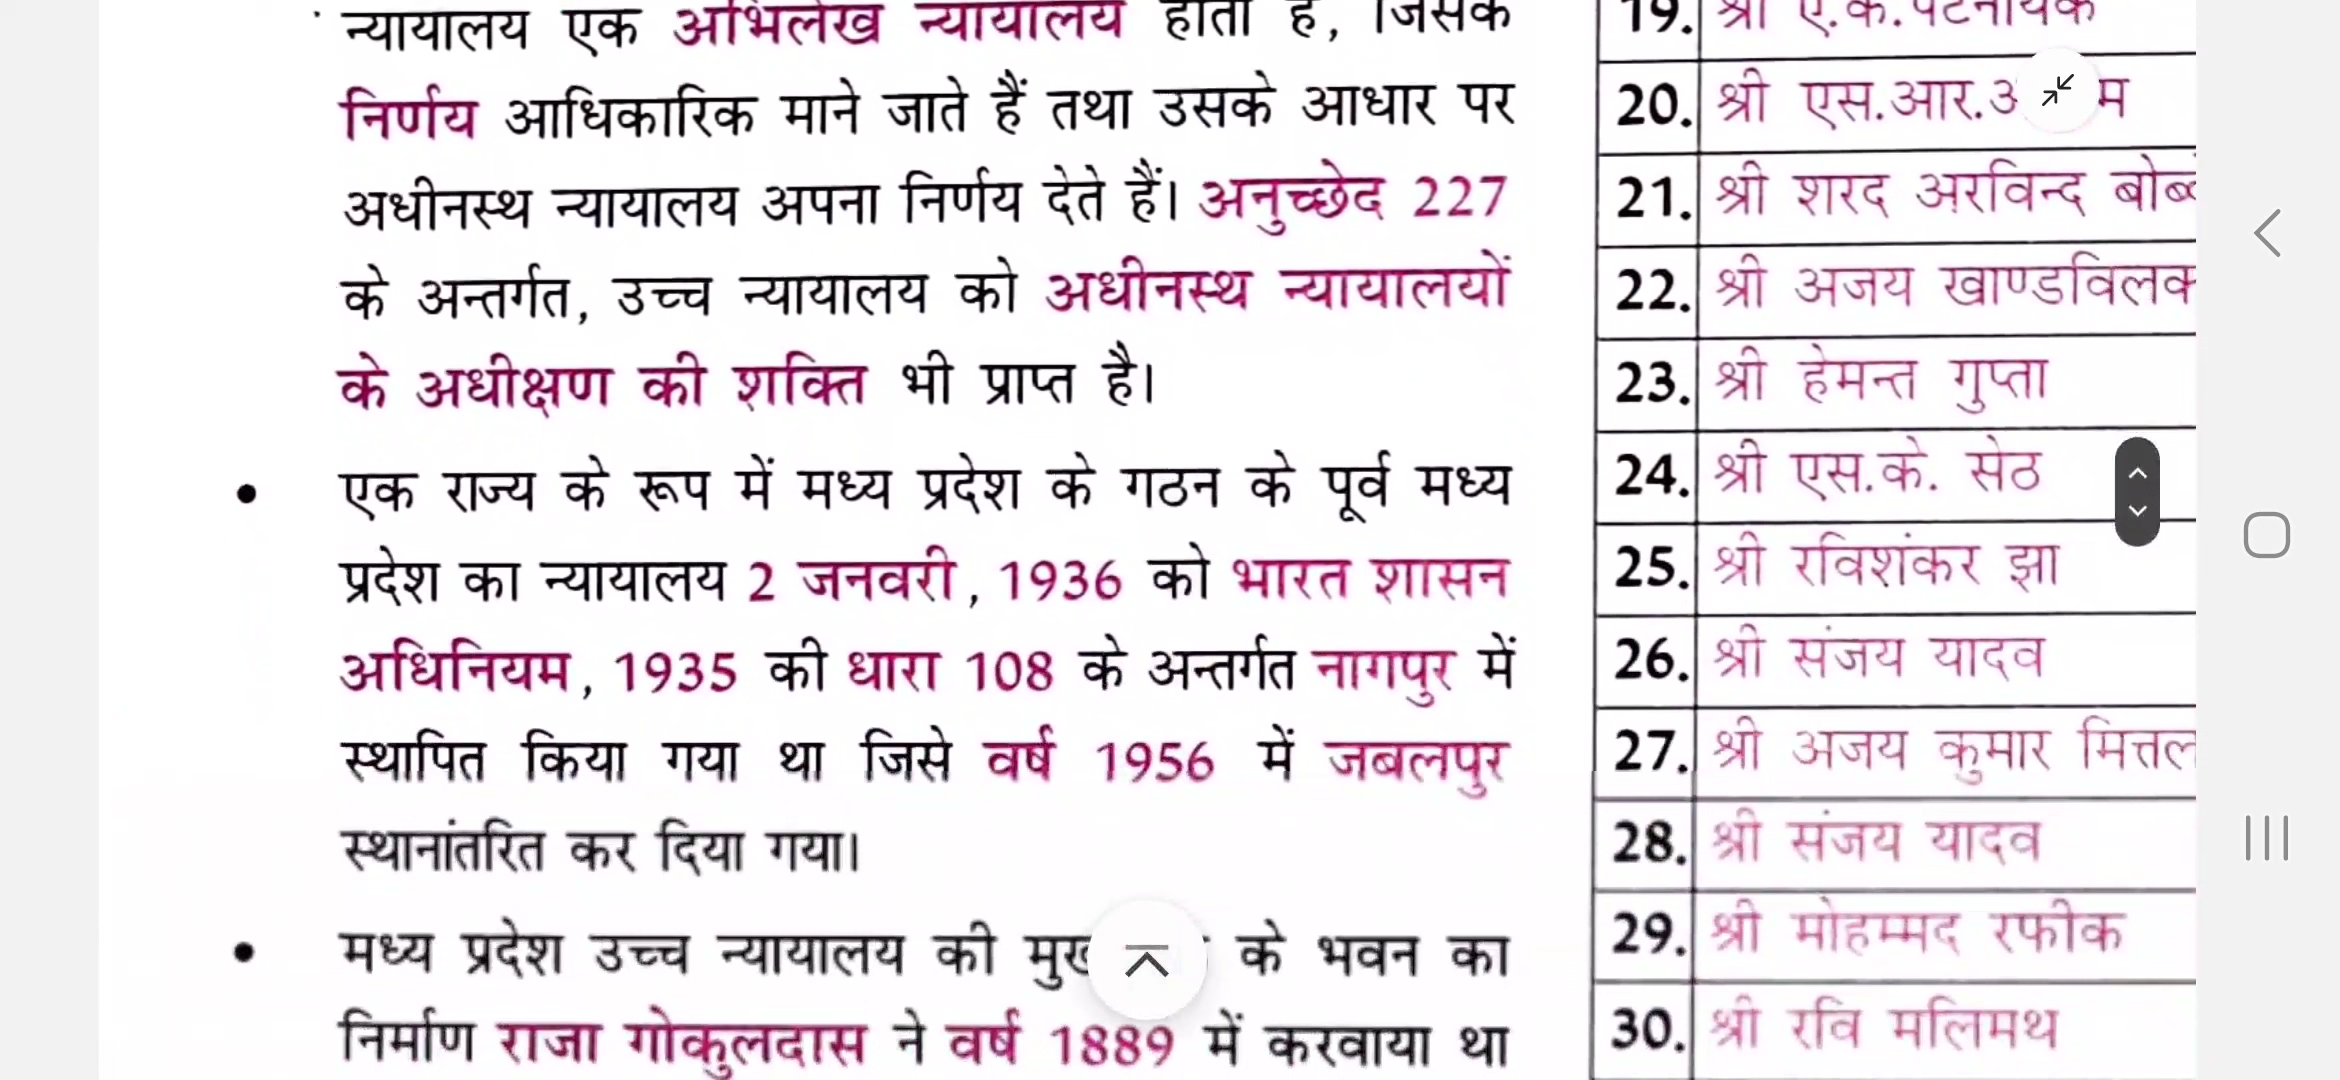 न्यायालय एक अभिलेख न्यायालय होता है, जिसके
निर्णय आधिकारिक माने जाते हैं तथा उसके आधार पर
अधीनस्थ न्यायालय अपना निर्णय देते हैं। अनुच्छेद 227
के अन्तर्गत, उच्च न्यायालय को अधीनस्थ न्यायालयों
के अधीक्षण की शक्ति भी प्राप्त है।
• एक राज्य के रूप में मध्य प्रदेश के गठन के पूर्व मध्य
प्रदेश का न्यायालय 2 जनवरी, 1936 को भारत शासन
अधिनियम, 1935 की धारा 108 के अन्तर्गत नागपुर में
स्थापित किया गया था जिसे वर्ष 1956 में जबलपुर
स्थानांतरित कर दिया गया।
• मध्य प्रदेश उच्च न्यायालय की के भवन का
निर्माण राजा गोकुलदास ने वर्ष 1889 में करवाया था
19. श्री ए.के.पटनायक
20. श्री एस.आर.
21. श्री शरद अरविन्द
22. श्री अजय
23. श्री हेमन्त गुप्ता
24. श्री एस.के. सेठ
25. श्री रविशंकर झा
26. श्री संजय यादव
27. श्री अजय कुमार मित्तल
28. श्री संजय यादव
29. श्री मोहम्मद रफीक
30. श्री रवि मलिमथ